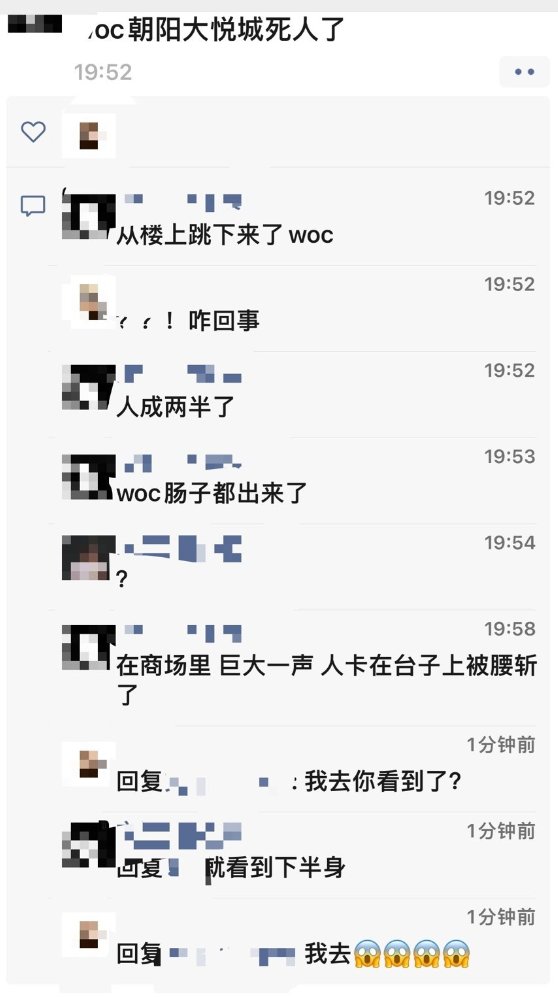 oc朝阳大悦城死人了
19:52
19:52
从楼上跳下来了woc
19:52
？？！咋回事
19:52
人成两半了
19:53
woc肠子都出来了
19:54
?
19:58
在商场里 巨大一声 人卡在台子上被腰斩
了
1分钟前
回复 : 我去你看到了?
1分钟前
回复 就看到下半身
1分钟前
回复 我去😱😱😱😱